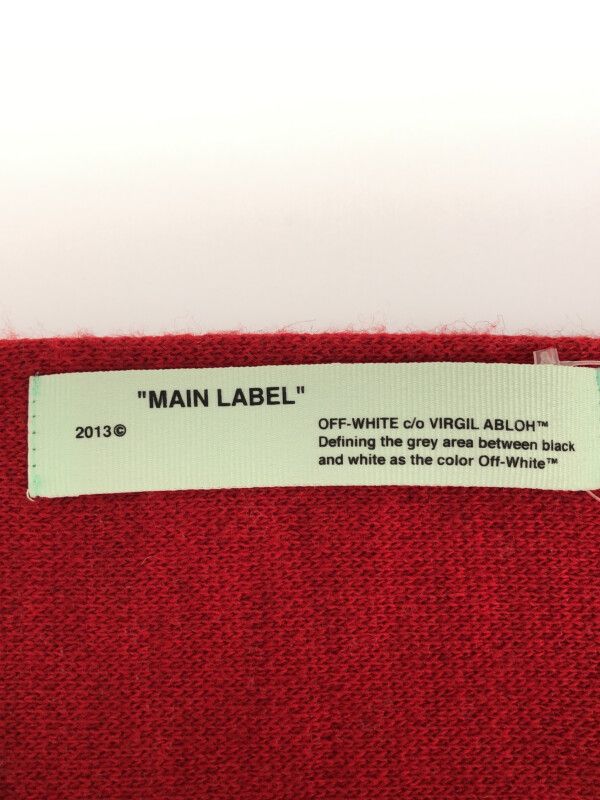 "MAIN LABEL"
2013©
OFF-WHITE c/o VIRGIL ABLOH™
Defining the grey area between black
and white as the color Off-White™